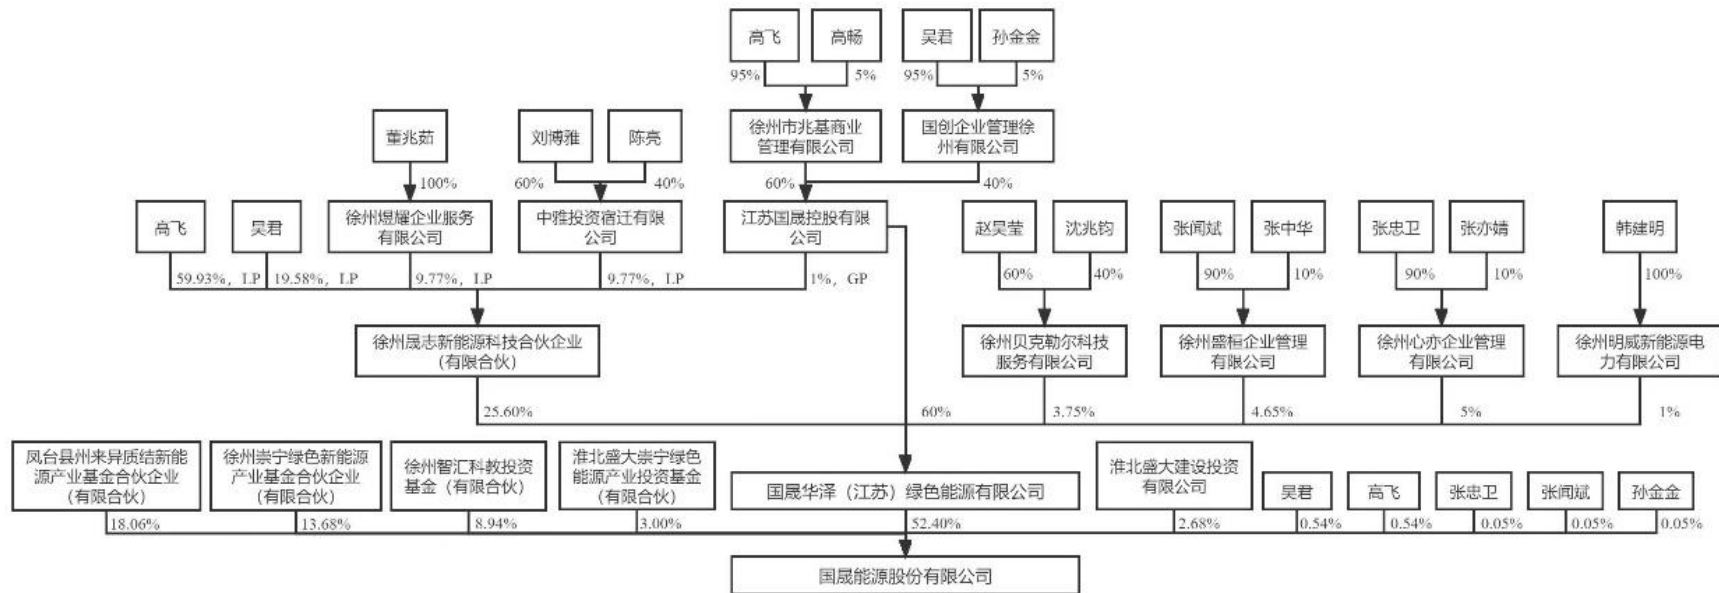 高飞
高畅
吴君
孙金金
95%
5%
95%
5%
董兆茹
刘博雅
陈亮
徐州市兆基商业
管理有限公司
国创企业管理徐
州有限公司
100%
60%
40%
60%
40%
高飞
吴君
徐州煜耀企业服务
有限公司
中雅投资宿迁有限
公司
江苏国晟控股有限
公司
赵吴莹
沈兆钧
张闻斌
张中华
张忠卫
张亦婧
韩建明
59.93%，LP
19.58%，LP
9.77%，LP
9.77%，LP
1%，GP
60%
40%
90%
10%
90%
10%
100%
徐州晟志新能源科技合伙企业
（有限合伙）
徐州贝克勒尔科技
服务有限公司
徐州盛桓企业管理
有限公司
徐州心亦企业管理
有限公司
徐州明威新能源电
力有限公司
25.60%
60%
3.75%
4.65%
5%
1%
凤台县州来异质结新能
源产业基金合伙企业
（有限合伙）
徐州崇宁绿色新能源
产业基金合伙企业
（有限合伙）
徐州智汇科教投资
基金（有限合伙）
淮北盛大崇宁绿色
能源产业投资基金
（有限合伙）
国晟华泽（江苏）绿色能源有限公司
淮北盛大建设投资
有限公司
吴君
高飞
张忠卫
张闻斌
孙金金
18.06%
13.68%
8.94%
3.00%
52.40%
2.68%
0.54%
0.54%
0.05%
0.05%
0.05%
国晟能源股份有限公司